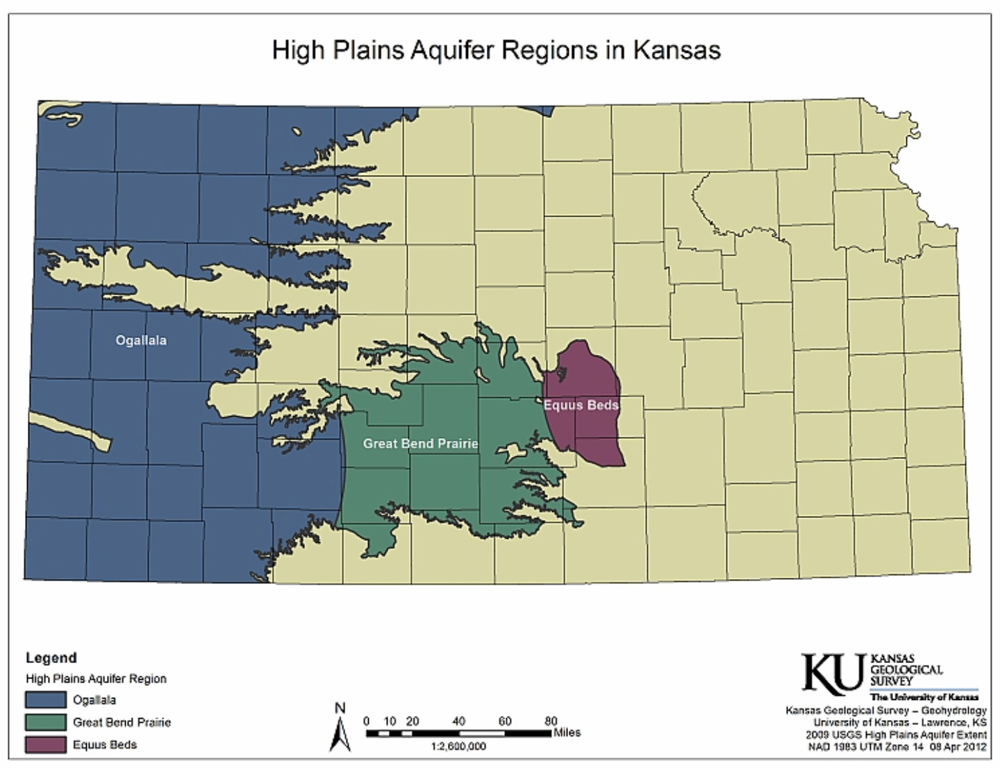 High Plains Aquifer Regions in Kansas
Ogallala
Equus Beds
Great Bend Prairie
Legend
High Plains Aquifer Region
Ogallala
Great Bend Prairie
Equus Beds
N
0 10 20 40 60 80
Miles
1:2,600,000
KU KANSAS
GEOLOGICAL
SURVEY
The University of Kansas
Kansas Geological Survey – Geohydrology
University of Kansas – Lawrence, KS
2009 USGS High Plains Aquifer Extent
NAD 1983 UTM Zone 14 08 Apr 2012